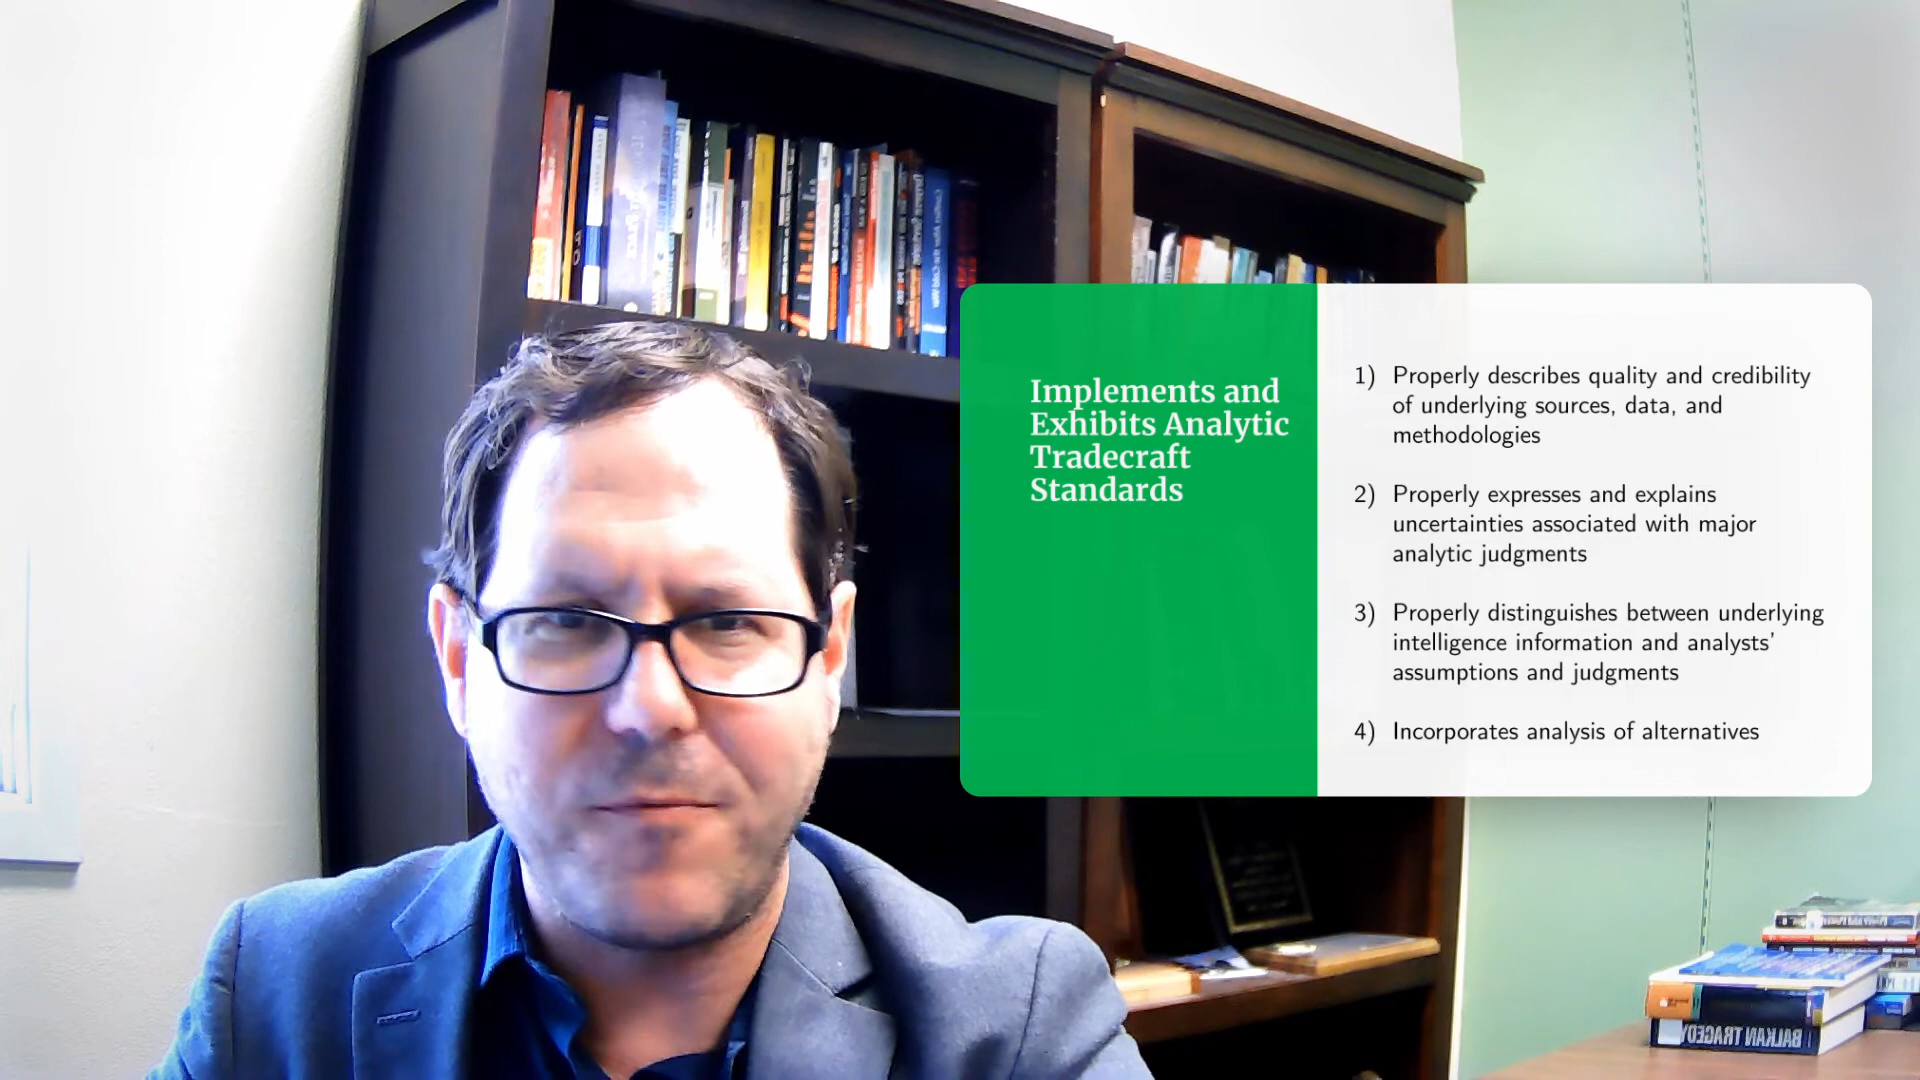 Implements and
Exhibits Analytic
Tradecraft
Standards
1) Properly describes quality and credibility
of underlying sources, data, and
methodologies
2) Properly expresses and explains
uncertainties associated with major
analytic judgments
3) Properly distinguishes between underlying
intelligence information and analysts'
assumptions and judgments
4) Incorporates analysis of alternatives
BALKAN TRAGEDY